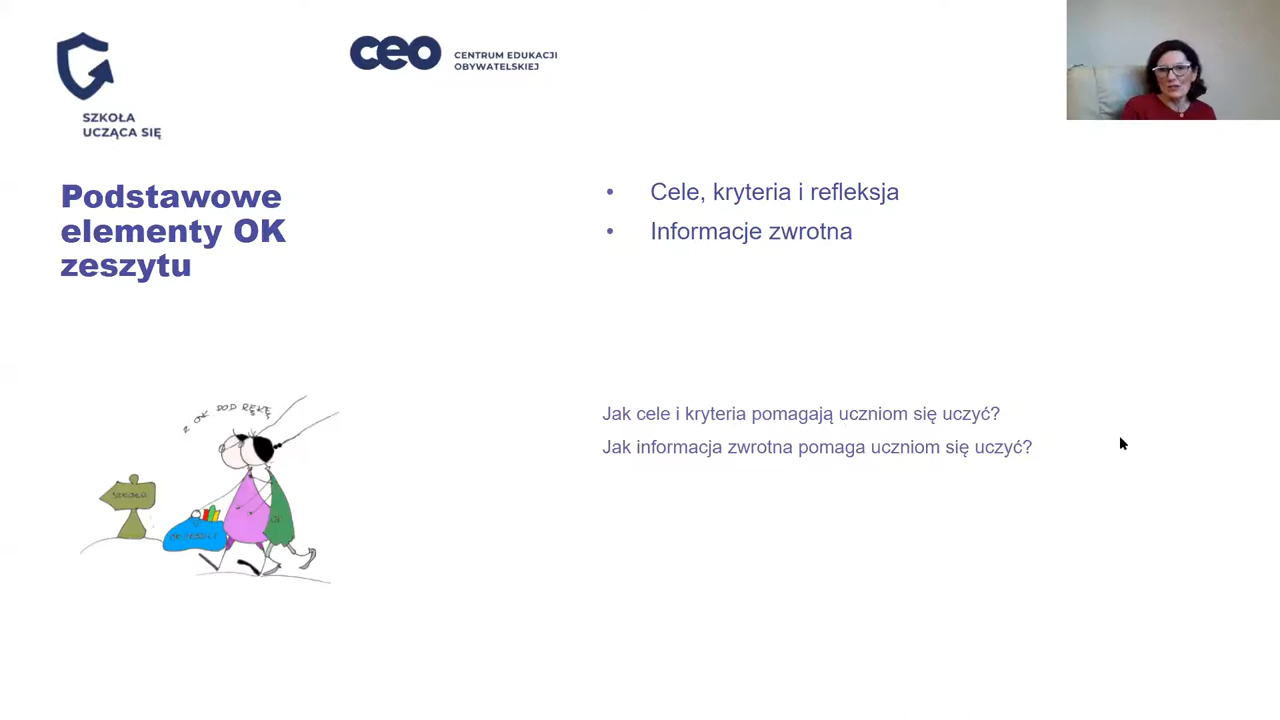 SZKOŁA
UCZĄCA SIĘ
ceo
CENTRUM EDUKACJI
OBYWATELSKIEJ
Podstawowe
elementy OK
zeszytu
• Cele, kryteria i refleksja
• Informacje zwrotna
Jak cele i kryteria pomagają uczniom się uczyć?
Jak informacja zwrotna pomaga uczniom się uczyć?
Z OK POD RĘKĘ
SZKOŁA